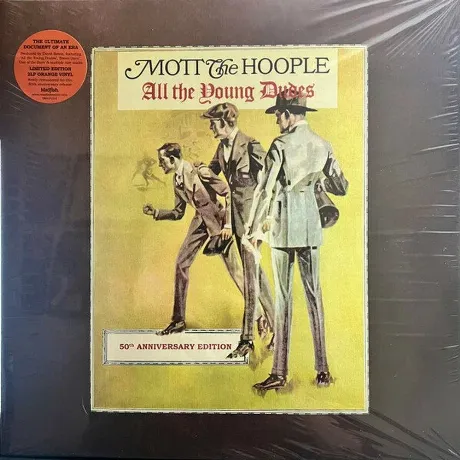 THE ULTIMATE
DOCUMENT OF AN ERA
LIMITED EDITION
2LP ORANGE VINYL
MOTT The HOOPLE
All the Young Dudes
50th ANNIVERSARY EDITION